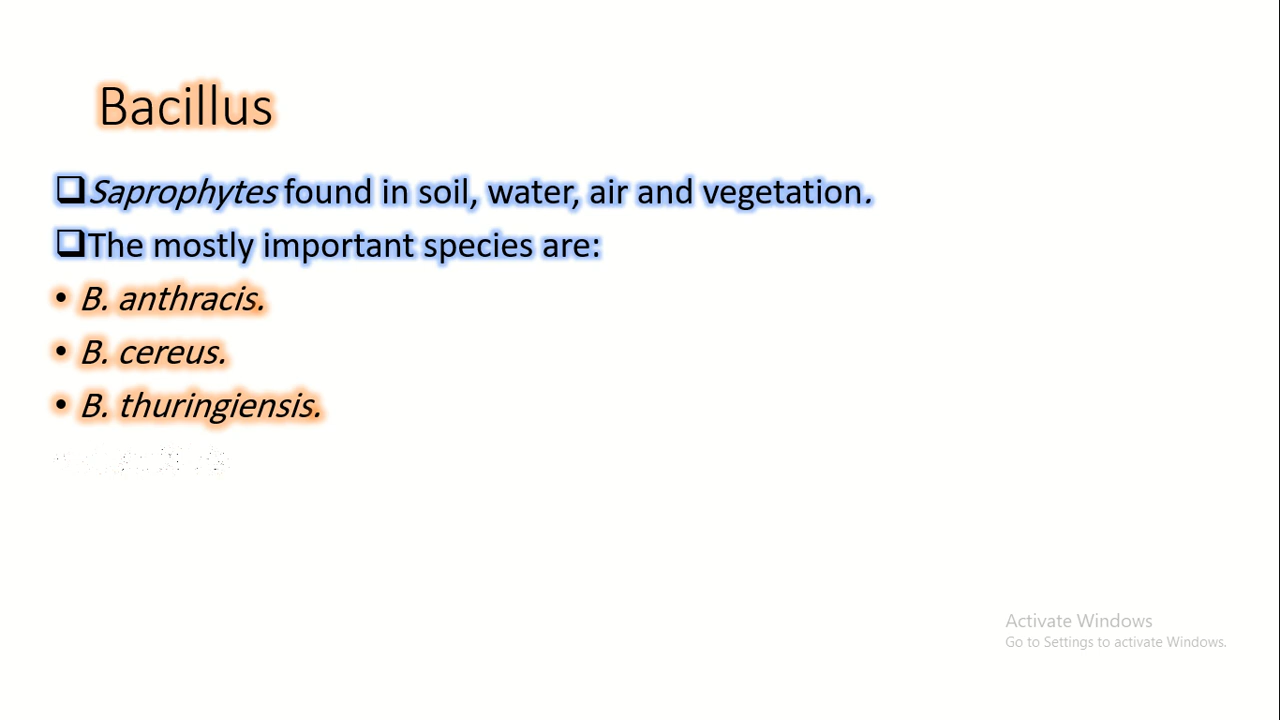 Bacillus
❑Saprophytes found in soil, water, air and vegetation.
❑The mostly important species are:
• B. anthracis.
• B. cereus.
• B. thuringiensis.
Activate Windows
Go to Settings to activate Windows.